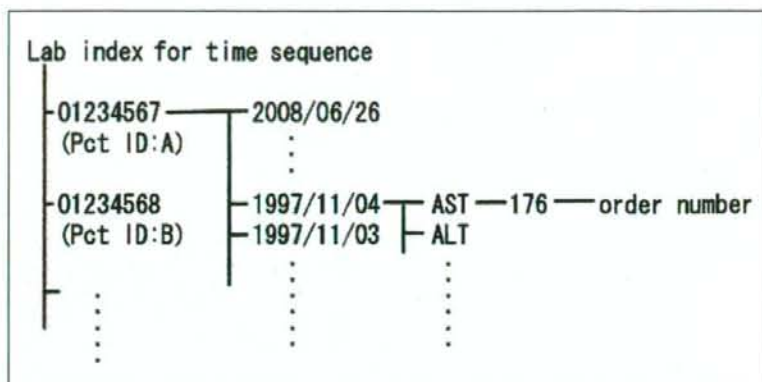 Lab index for time sequence
01234567 2008/06/26
(Pct ID:A)
01234568 1997/11/04 AST 176 order number
(Pct ID:B) 1997/11/03 ALT